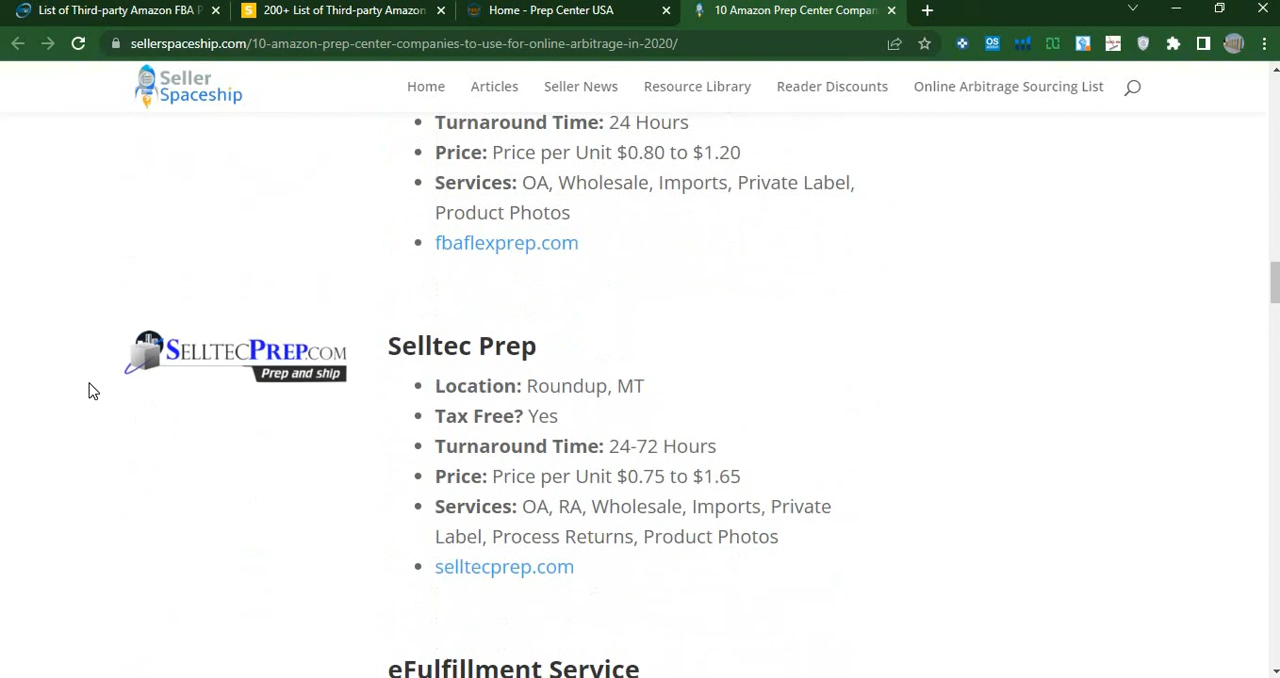 List of Third-party Amazon FBA P
200+ List of Third-party Amazon
Home - Prep Center USA
10 Amazon Prep Center Compan
sellerspaceship.com/10-amazon-prep-center-companies-to-use-for-online-arbitrage-in-2020/
Seller
Spaceship
Home
Articles
Seller News
Resource Library
Reader Discounts
Online Arbitrage Sourcing List
Turnaround Time: 24 Hours
Price: Price per Unit $0.80 to $1.20
Services: OA, Wholesale, Imports, Private Label,
Product Photos
fbaflexprep.com
SELLTECPREP.COM
Prep and ship
Selltec Prep
Location: Roundup, MT
Tax Free? Yes
Turnaround Time: 24-72 Hours
Price: Price per Unit $0.75 to $1.65
Services: OA, RA, Wholesale, Imports, Private
Label, Process Returns, Product Photos
selltecprep.com
eFulfillment Service